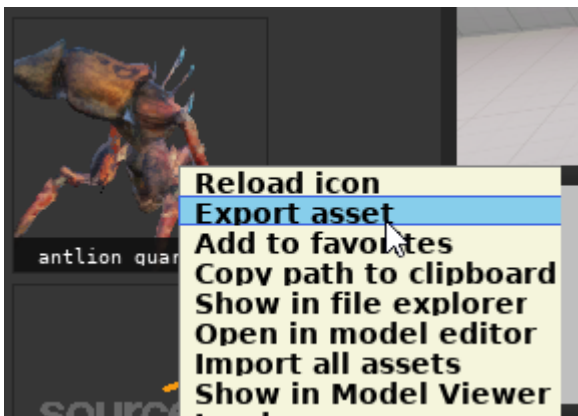 Reload icon
Export asset
antlion quar
Add to favorites
Copy path to clipboard
Show in file explorer
Open in model editor
Import all assets
Show in Model Viewer
source